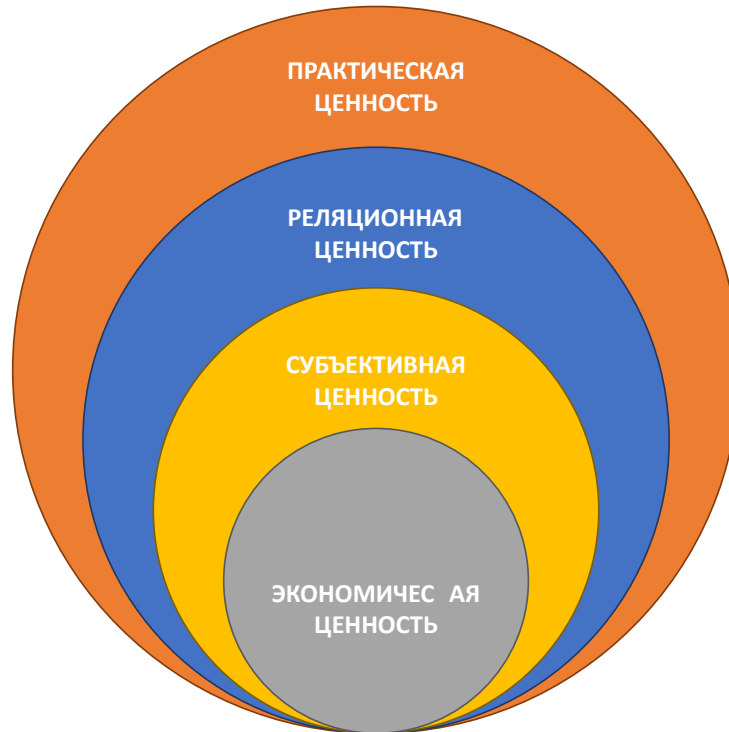 ПРАКТИЧЕСКАЯ
ЦЕННОСТЬ
РЕЛЯЦИОННАЯ
ЦЕННОСТЬ
СУБЪЕКТИВНАЯ
ЦЕННОСТЬ
ЭКОНОМИЧЕС АЯ
ЦЕННОСТЬ